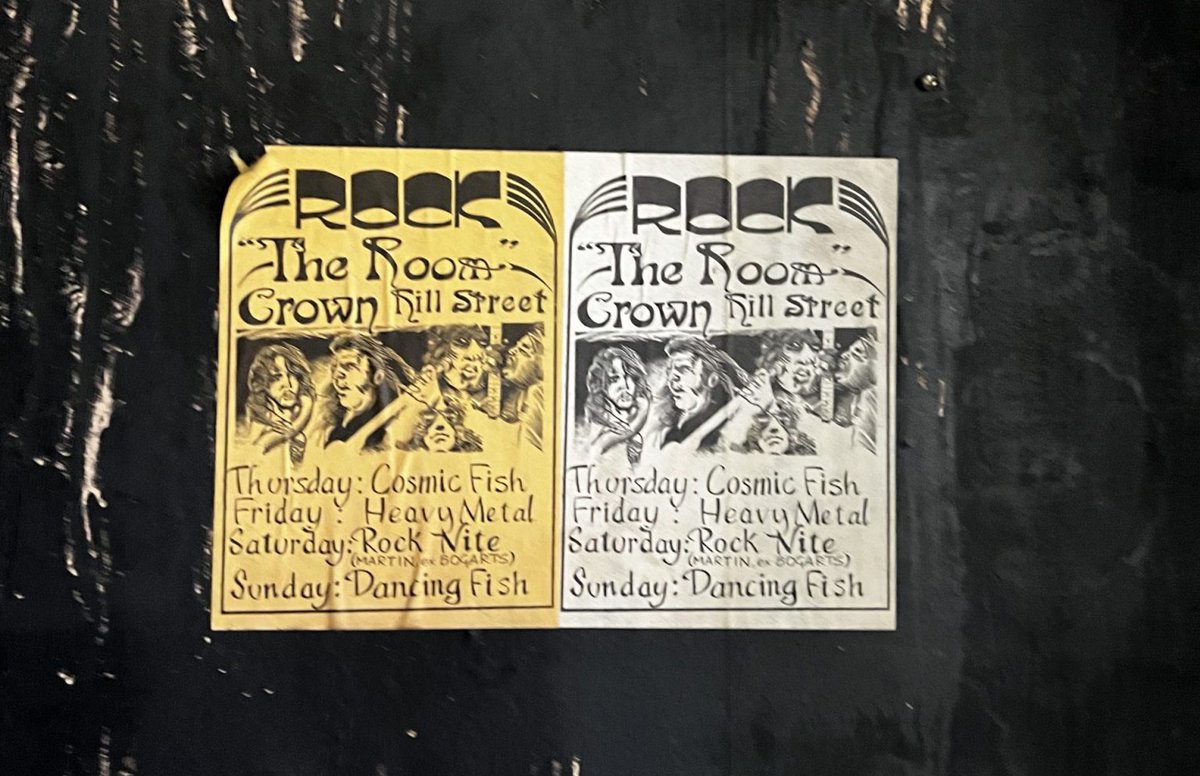 ROCK
"The Room"
Crown Hill Street
Thursday: Cosmic Fish
Friday: Heavy Metal
Saturday: Rock Nite
(MARTIN, ex BOGARTS)
Sunday: Dancing Fish
ROCK
"The Room"
Crown Hill Street
Thursday: Cosmic Fish
Friday: Heavy Metal
Saturday: Rock Nite
(MARTIN, ex BOGARTS)
Sunday: Dancing Fish